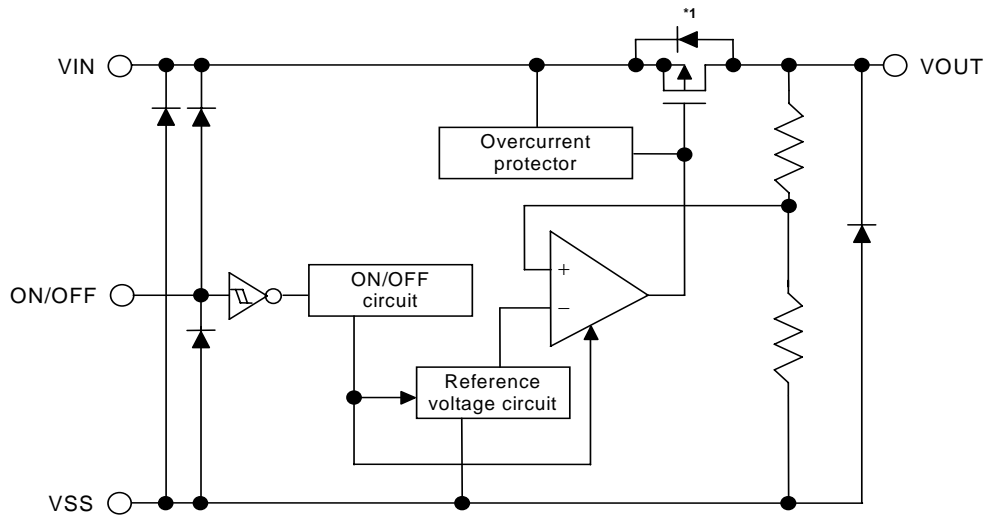 *1
VIN
VOUT
Overcurrent
protector
ON/OFF
ON/OFF
circuit
+
−
Reference
voltage circuit
VSS